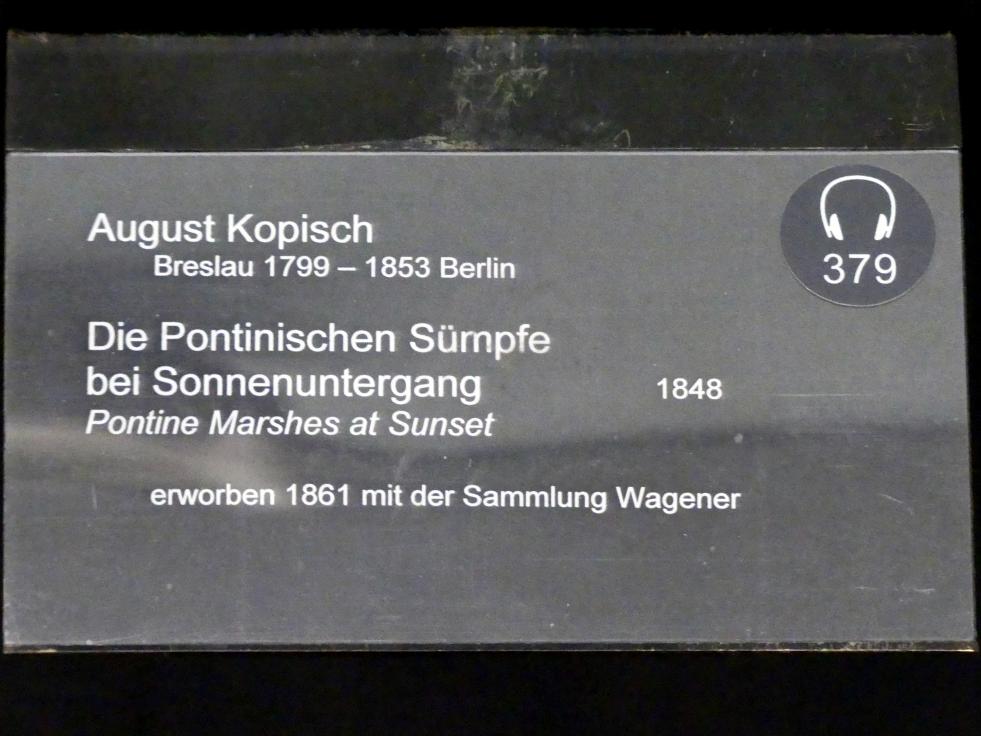 August Kopisch
Breslau 1799 – 1853 Berlin
379
Die Pontinischen Sümpfe
bei Sonnenuntergang 1848
Pontine Marshes at Sunset
erworben 1861 mit der Sammlung Wagener